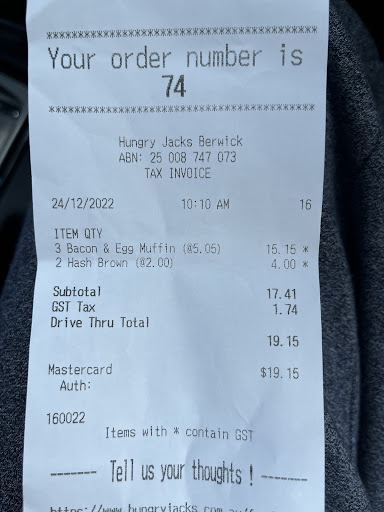 ******************************************
Your order number is
74
******************************************
Hungry Jacks Berwick
ABN: 25 008 747 073
TAX INVOICE
24/12/2022 10:10 AM 16
ITEM QTY
3 Bacon & Egg Muffin (@5.05) 15.15 *
2 Hash Brown (@2.00) 4.00 *
Subtotal 17.41
GST Tax 1.74
Drive Thru Total
19.15
Mastercard $19.15
Auth:
160022
Items with * contain GST
------- Tell us your thoughts ! -------